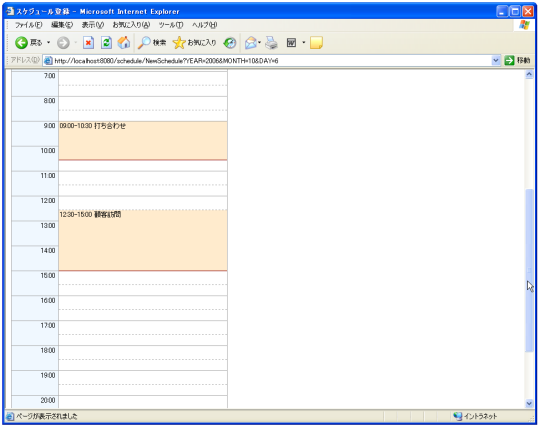 スケジュール登録 - Microsoft Internet Explorer
ファイル(F) 編集(E) 表示(V) お気に入り(A) ツール(T) ヘルプ(H)
戻る 検索 お気に入り
アドレス(D) http://localhost:8080/schedule/NewSchedule?YEAR=2006&MONTH=10&DAY=6 移動
7:00
8:00
9:00 09:00-10:30 打ち合わせ
10:00
11:00
12:00
12:30-15:00 顧客訪問
13:00
14:00
15:00
16:00
17:00
18:00
19:00
20:00
ページが表示されました イントラネット